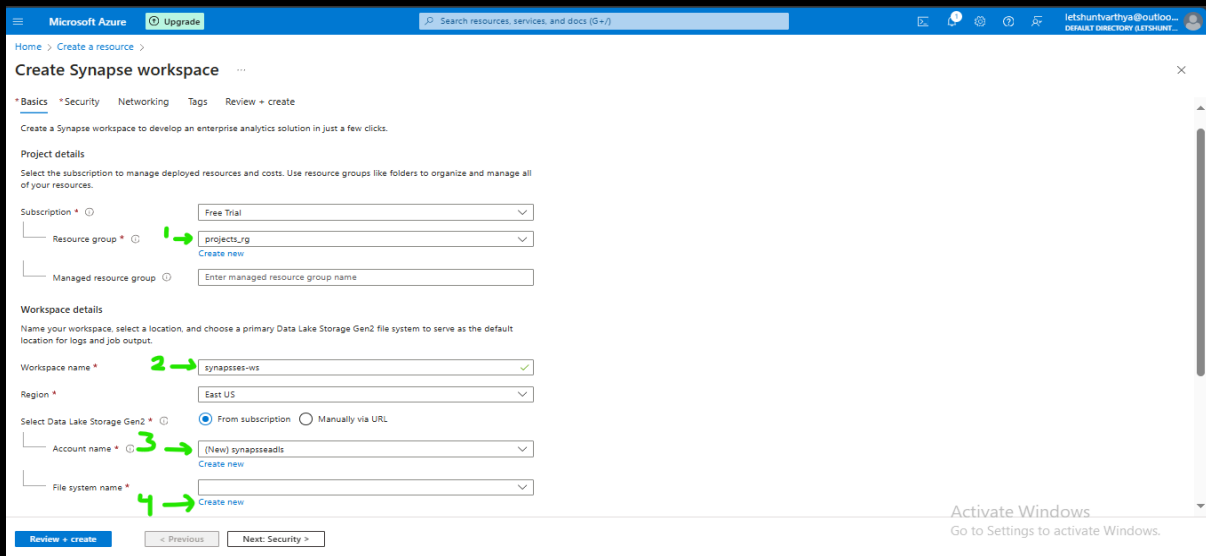 Microsoft Azure
Upgrade
Search resources, services, and docs (G+/)
1
letshuntvarthya@outloo...
DEFAULT DIRECTORY (LETSHUNT...
Home > Create a resource >
Create Synapse workspace ...
* Basics * Security Networking Tags Review + create
Create a Synapse workspace to develop an enterprise analytics solution in just a few clicks.
Project details
Select the subscription to manage deployed resources and costs. Use resource groups like folders to organize and manage all
of your resources.
Subscription * Free Trial
Resource group * 1 projects_rg
Create new
Managed resource group Enter managed resource group name
Workspace details
Name your workspace, select a location, and choose a primary Data Lake Storage Gen2 file system to serve as the default
location for logs and job output.
Workspace name * 2 synapsses-ws
Region * East US
Select Data Lake Storage Gen2 * From subscription Manually via URL
Account name * 3 (New) synapsseadls
Create new
File system name *
4 Create new
Activate Windows
Go to Settings to activate Windows.
Review + create < Previous Next: Security >